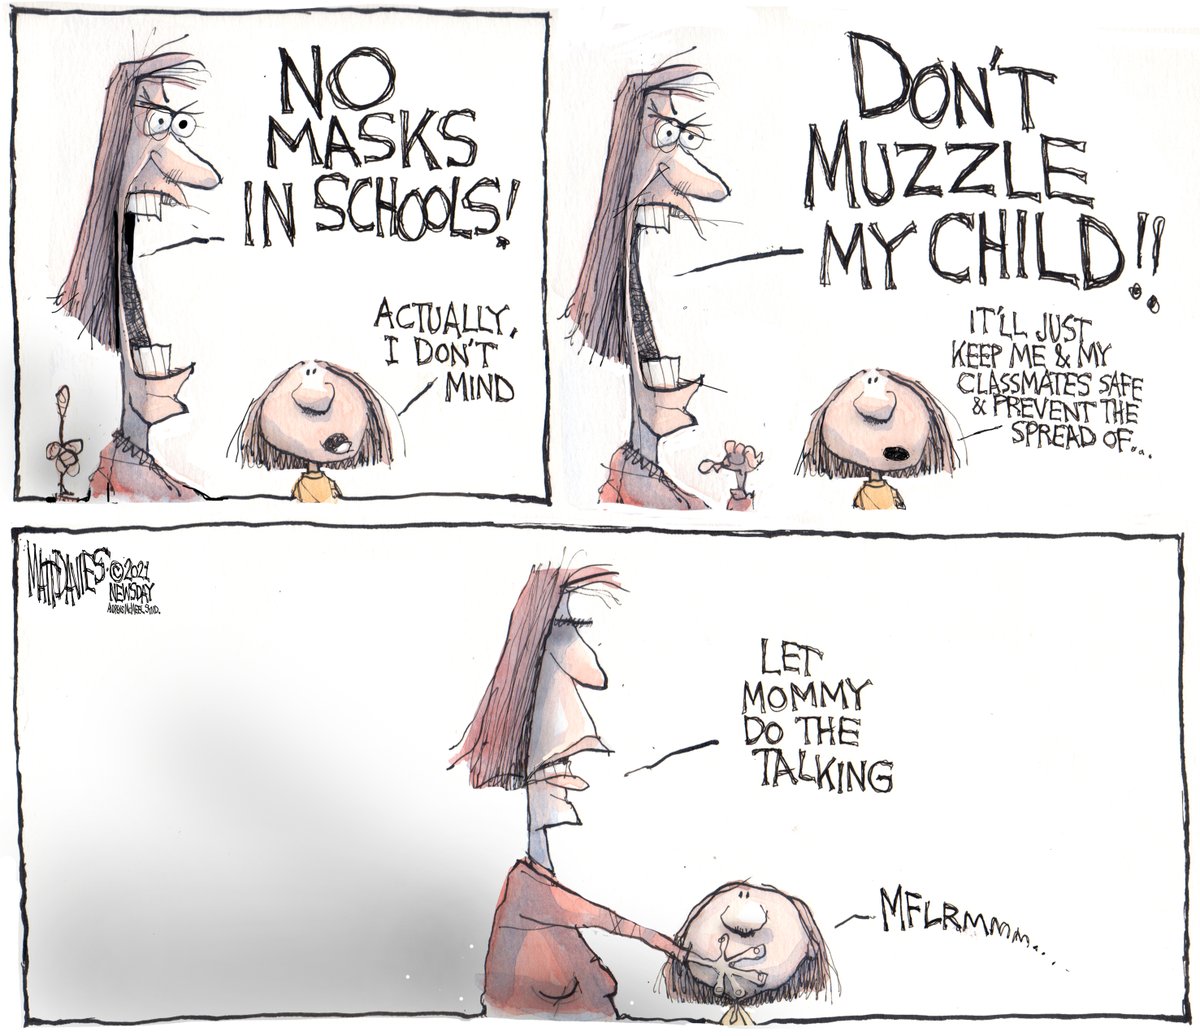 NO
MASKS
IN SCHOOLS!
ACTUALLY,
I DON'T
MIND
DON'T
MUZZLE
MY CHILD!!
IT'LL JUST
KEEP ME & MY
CLASSMATES SAFE
& PREVENT THE
SPREAD OF...
MATT DAVIES. ©2021
NEWSDAY
LET
MOMMY
DO THE
TALKING
MFLRMMMM....